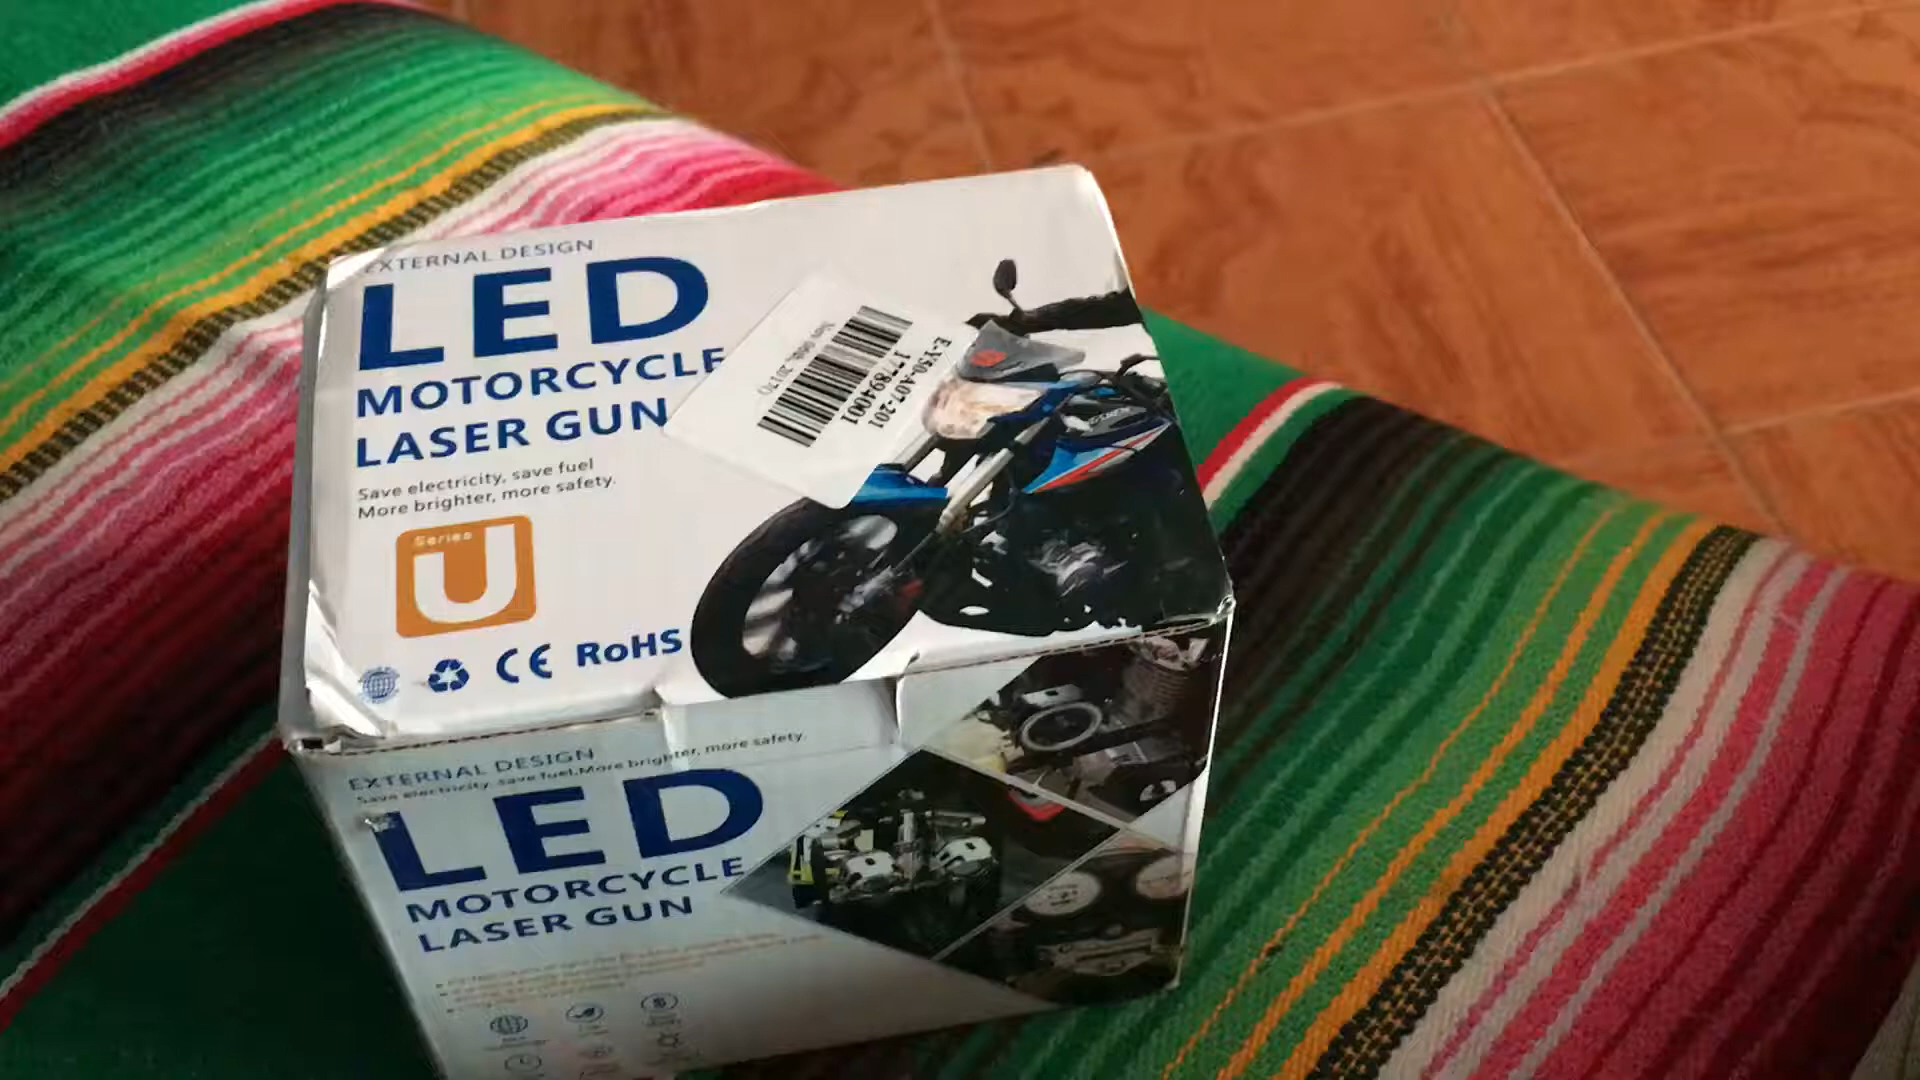 EXTERNAL DESIGN
LED
MOTORCYCLE
LASER GUN
Save electricity, save fuel
More brighter, more safety.
Series
U
CE RoHS
E-Y50-A07-201
177894001
EXTERNAL DESIGN
Save electricity, save fuel.More brighter, more safety.
LED
MOTORCYCLE
LASER GUN